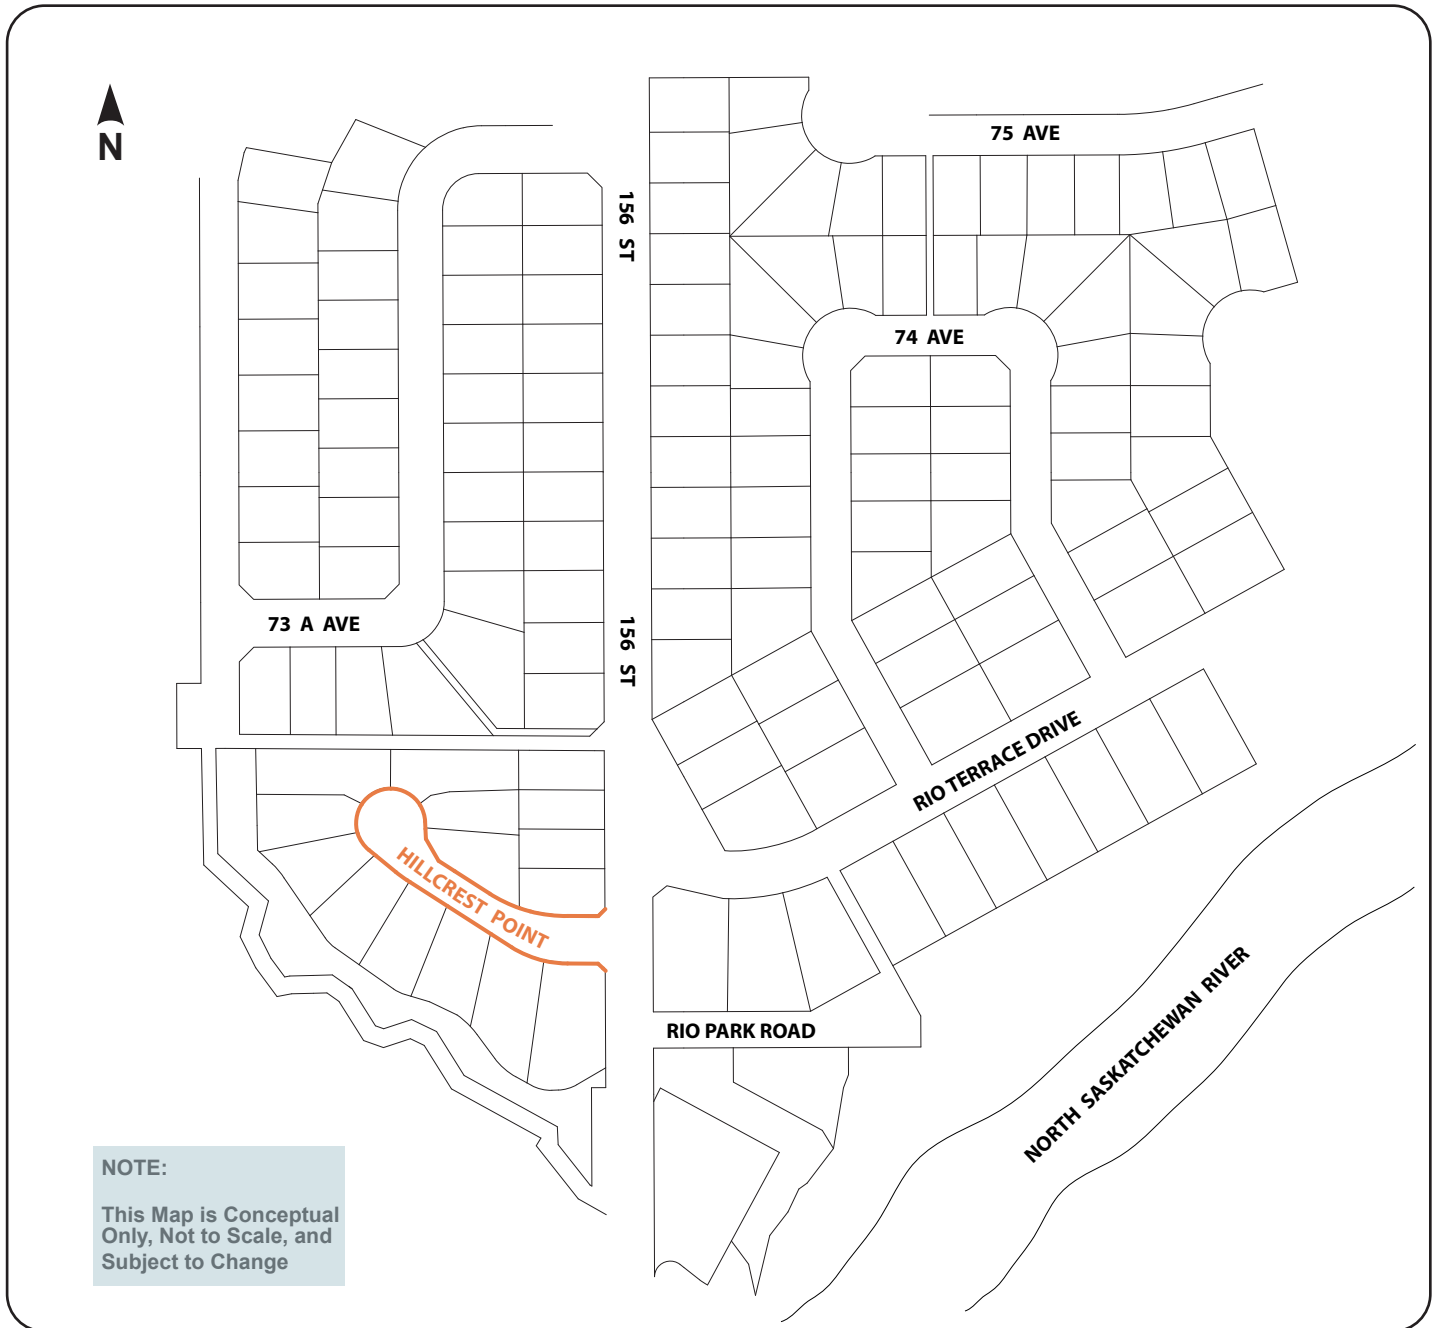 N
75 AVE
156 ST
74 AVE
73 A AVE
156 ST
RIO TERRACE DRIVE
HILLCREST POINT
RIO PARK ROAD
NORTH SASKATCHEWAN RIVER
NOTE:
This Map is Conceptual
Only, Not to Scale, and
Subject to Change